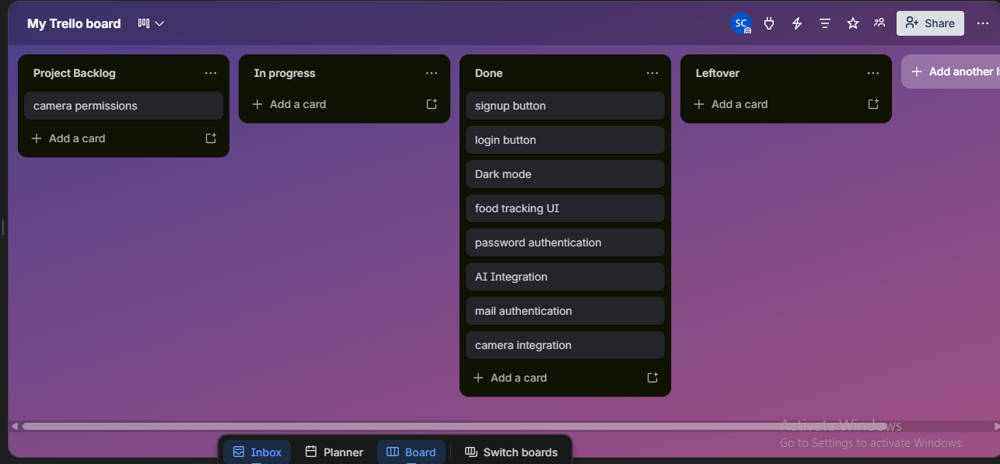 My Trello board
SC
Share
Project Backlog
camera permissions
Add a card
In progress
Add a card
Done
signup button
login button
Dark mode
food tracking UI
password authentication
AI Integration
mail authentication
camera integration
Add a card
Leftover
Add a card
Add another li
Activate Windows
Go to Settings to activate Windows.
Inbox
Planner
Board
Switch boards